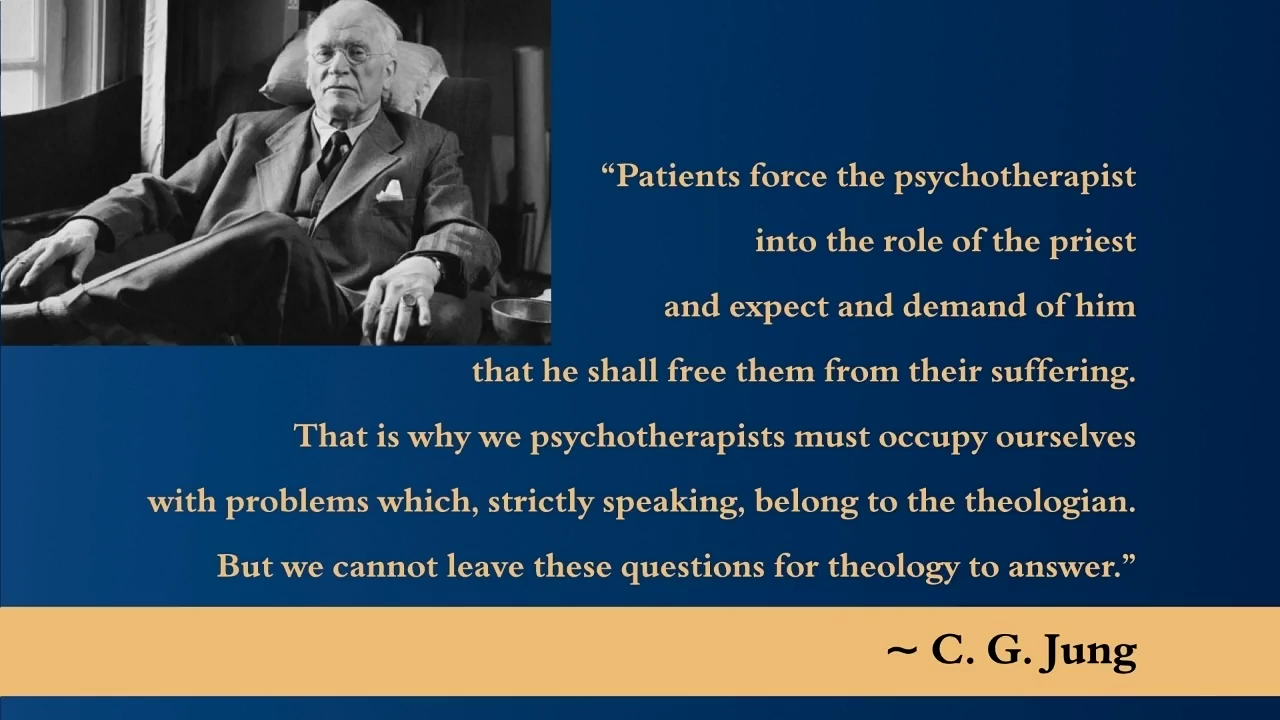 “Patients force the psychotherapist
into the role of the priest
and expect and demand of him
that he shall free them from their suffering.
That is why we psychotherapists must occupy ourselves
with problems which, strictly speaking, belong to the theologian.
But we cannot leave these questions for theology to answer.”
~ C. G. Jung